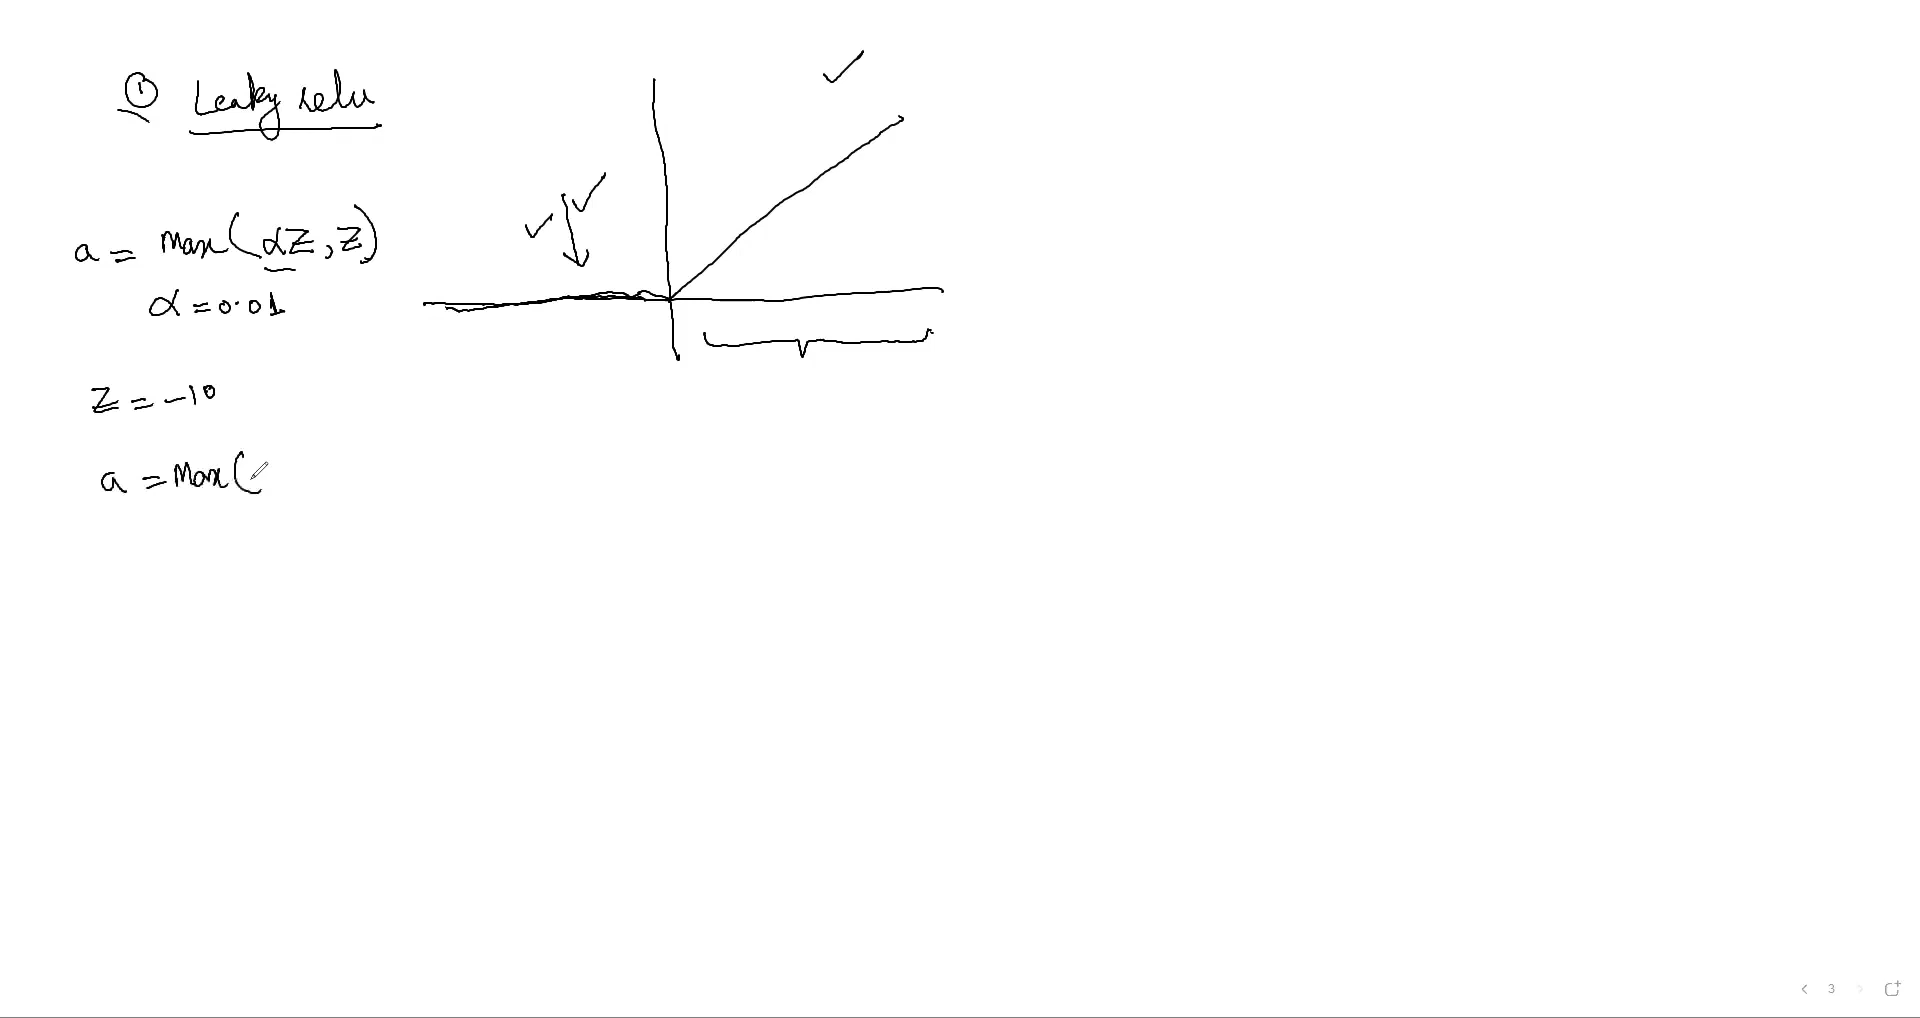 ① Leaky relu
a = max(αZ, Z)
α = 0.01
Z = -10
a = Max(
3